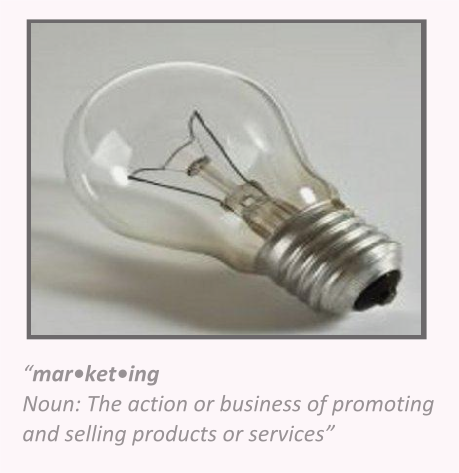 “mar•ket•ing
Noun: The action or business of promoting
and selling products or services”